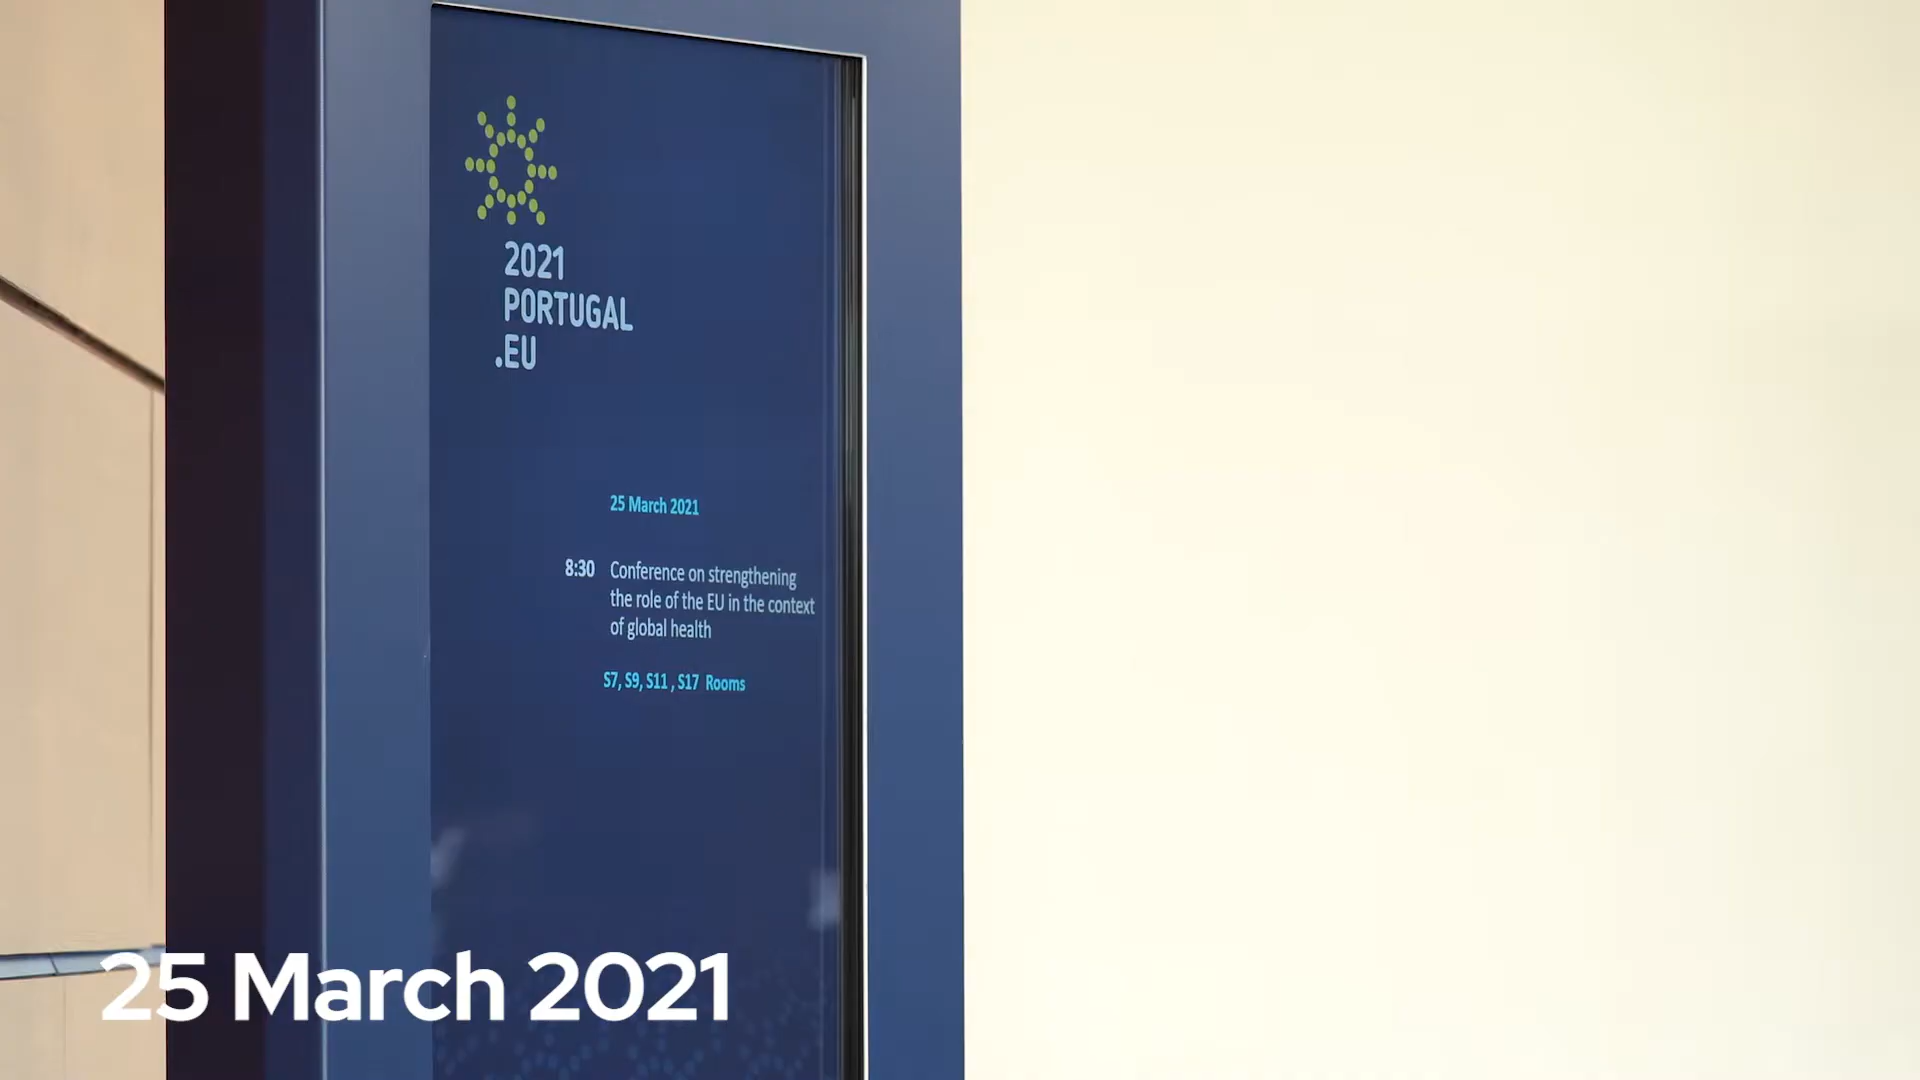 2021
PORTUGAL
.EU
25 March 2021
8:30 Conference on strengthening
the role of the EU in the context
of global health
S7, S9, S11 , S17 Rooms
25 March 2021